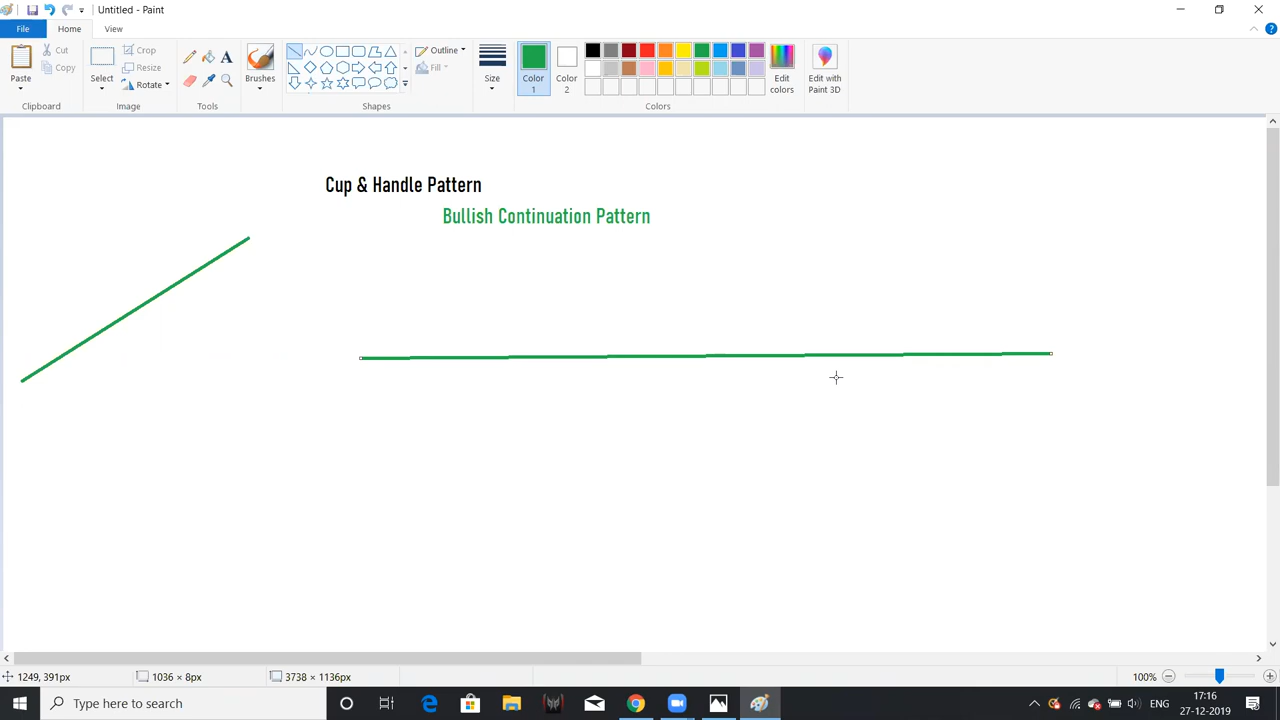 Untitled - Paint
File
Home
View
Paste
Cut
Copy
Clipboard
Select
Crop
Resize
Rotate
Image
Tools
Brushes
Outline
Fill
Shapes
Size
Color 1
Color 2
Edit colors
Colors
Edit with Paint 3D
Cup & Handle Pattern
Bullish Continuation Pattern
1249, 391px
1036 × 8px
3738 × 1136px
100%
Type here to search
ENG
17:16
27-12-2019